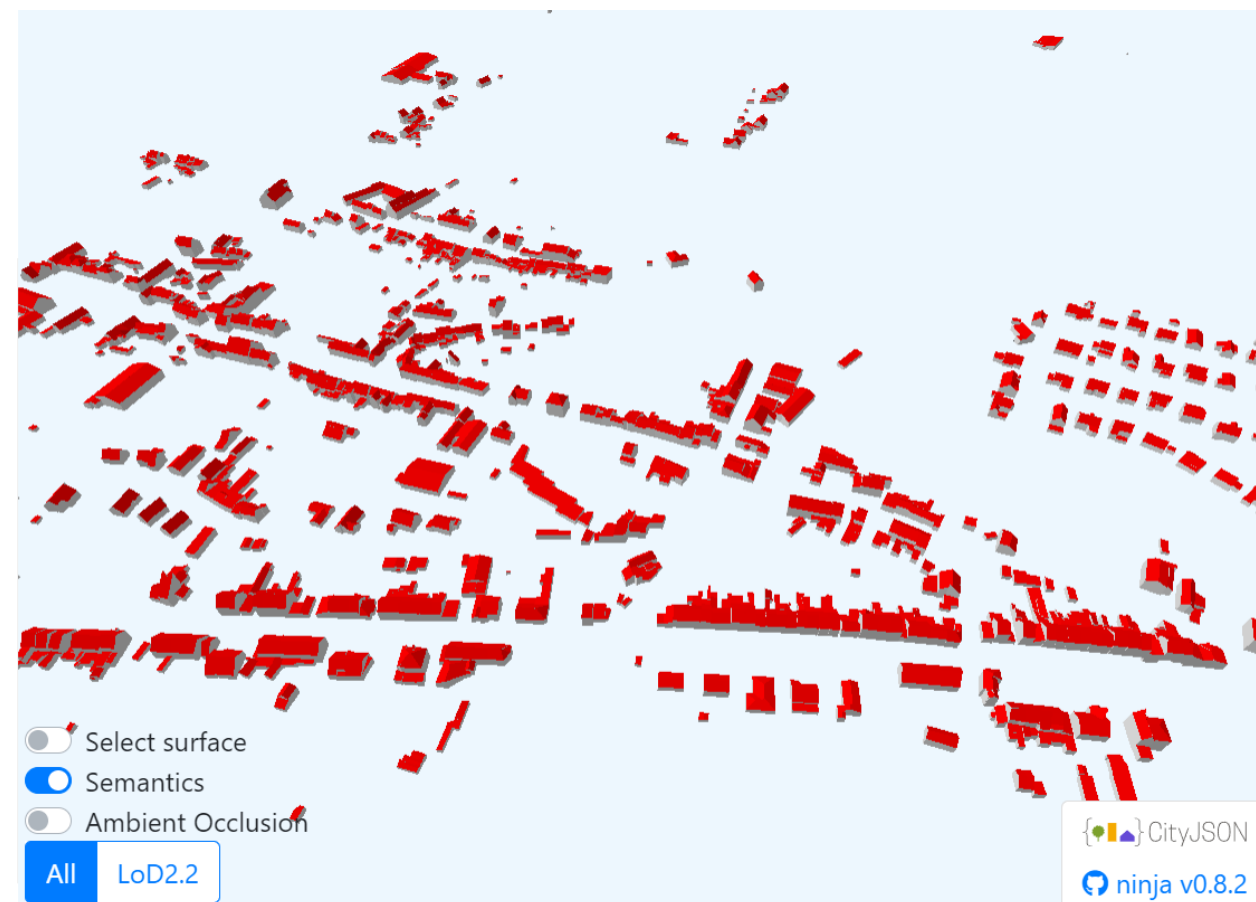 Select surface
Semantics
Ambient Occlusion
All LoD2.2
{ } CityJSON
ninja v0.8.2